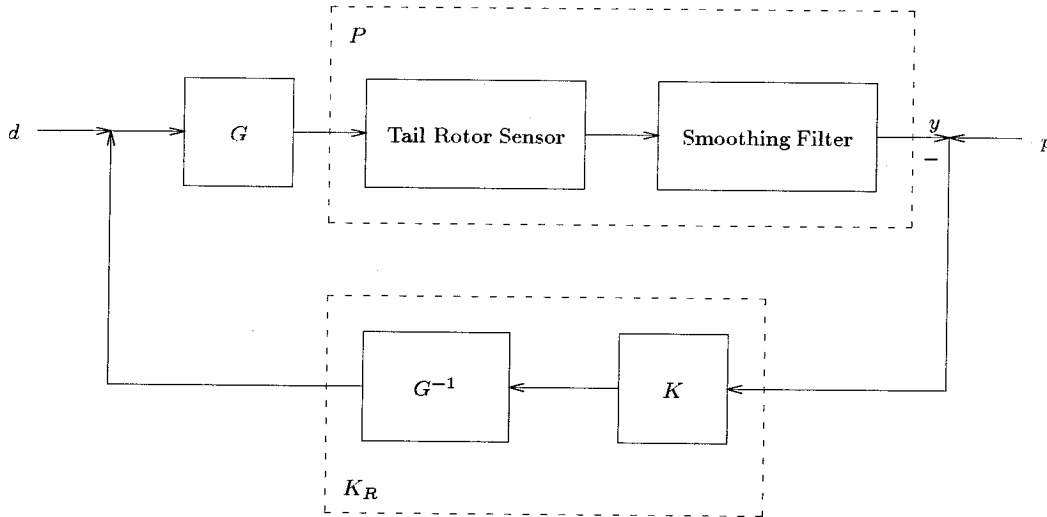 P
d
G
Tail Rotor Sensor
Smoothing Filter
y
−
G⁻¹
K
K_R